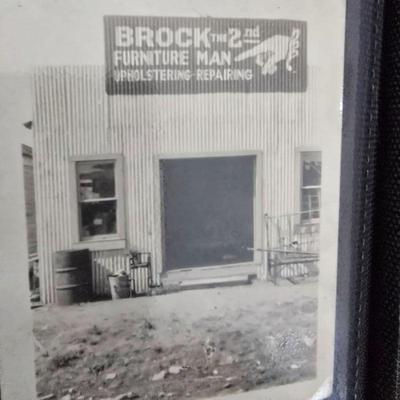 BROCK THE 2nd
FURNITURE MAN
UPHOLSTERING-REPAIRING